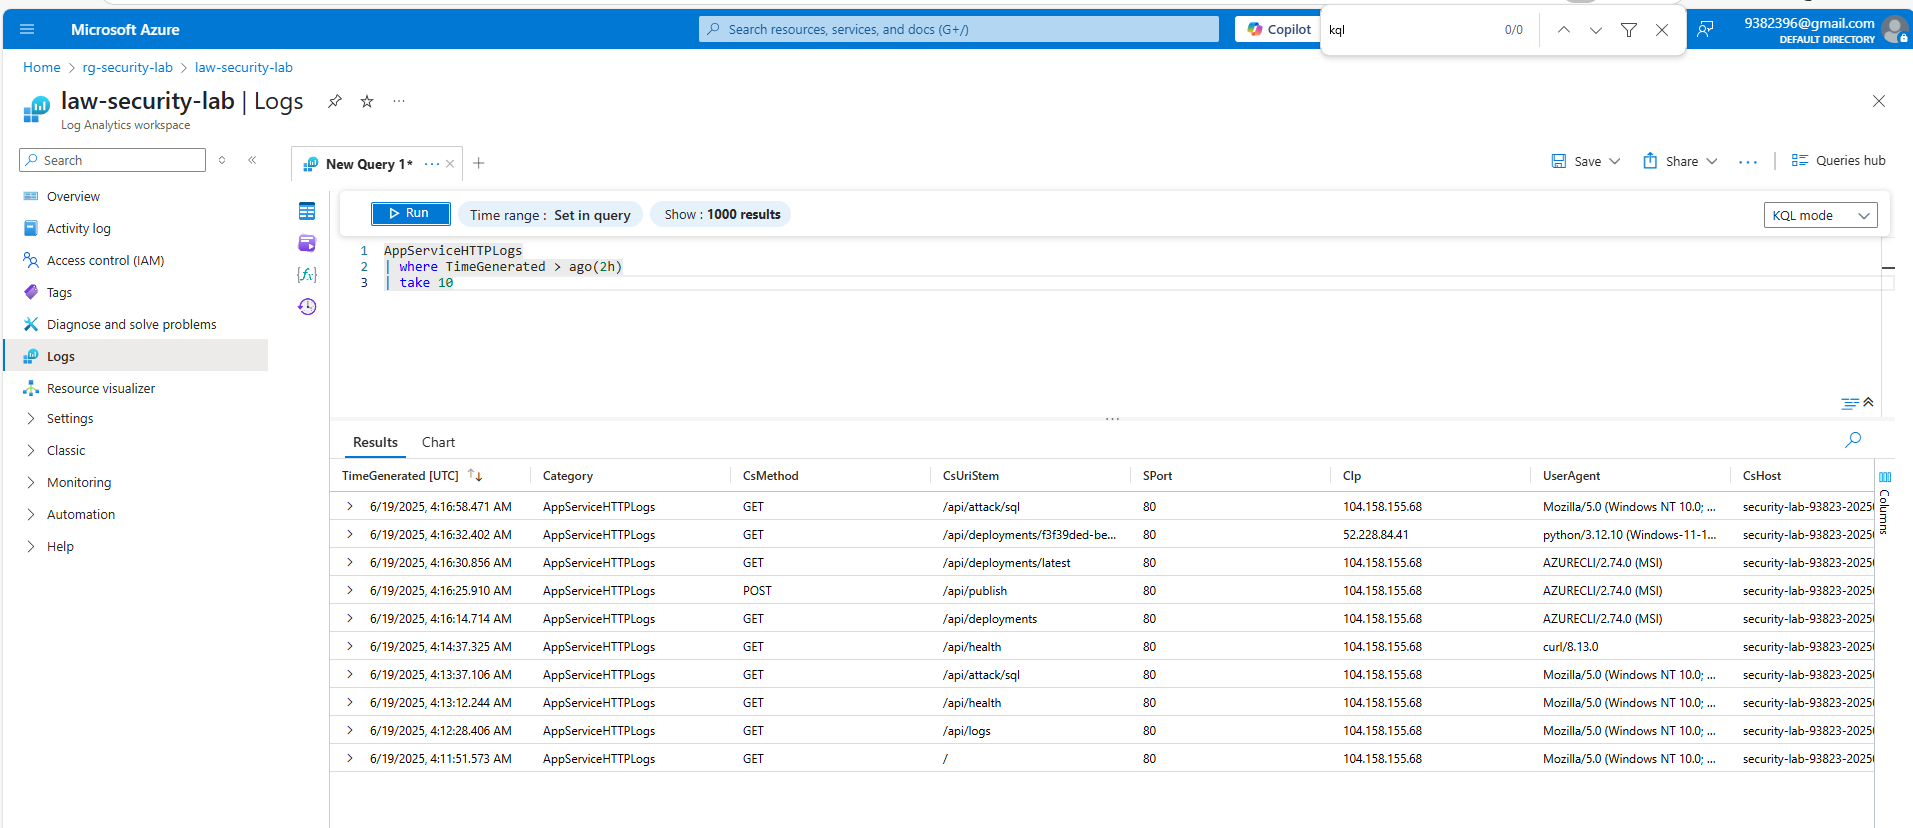 Microsoft Azure
Search resources, services, and docs (G+/)
Copilot
kql
0/0
9382396@gmail.com
DEFAULT DIRECTORY
Home > rg-security-lab > law-security-lab
law-security-lab | Logs
Log Analytics workspace
Search
Overview
Activity log
Access control (IAM)
Tags
Diagnose and solve problems
Logs
Resource visualizer
Settings
Classic
Monitoring
Automation
Help
New Query 1*
Save
Share
Queries hub
Run
Time range : Set in query
Show : 1000 results
KQL mode
1 AppServiceHTTPLogs
2 | where TimeGenerated > ago(2h)
3 | take 10
Results Chart
TimeGenerated [UTC] Category CsMethod CsUriStem SPort CIp UserAgent CsHost
6/19/2025, 4:16:58.471 AM AppServiceHTTPLogs GET /api/attack/sql 80 104.158.155.68 Mozilla/5.0 (Windows NT 10.0; ... security-lab-93823-2025
6/19/2025, 4:16:32.402 AM AppServiceHTTPLogs GET /api/deployments/f3f39ded-be... 80 52.228.84.41 python/3.12.10 (Windows-11-1... security-lab-93823-2025
6/19/2025, 4:16:30.856 AM AppServiceHTTPLogs GET /api/deployments/latest 80 104.158.155.68 AZURECLI/2.74.0 (MSI) security-lab-93823-2025
6/19/2025, 4:16:25.910 AM AppServiceHTTPLogs POST /api/publish 80 104.158.155.68 AZURECLI/2.74.0 (MSI) security-lab-93823-2025
6/19/2025, 4:16:14.714 AM AppServiceHTTPLogs GET /api/deployments 80 104.158.155.68 AZURECLI/2.74.0 (MSI) security-lab-93823-2025
6/19/2025, 4:14:37.325 AM AppServiceHTTPLogs GET /api/health 80 104.158.155.68 curl/8.13.0 security-lab-93823-2025
6/19/2025, 4:13:37.106 AM AppServiceHTTPLogs GET /api/attack/sql 80 104.158.155.68 Mozilla/5.0 (Windows NT 10.0; ... security-lab-93823-2025
6/19/2025, 4:13:12.244 AM AppServiceHTTPLogs GET /api/health 80 104.158.155.68 Mozilla/5.0 (Windows NT 10.0; ... security-lab-93823-2025
6/19/2025, 4:12:28.406 AM AppServiceHTTPLogs GET /api/logs 80 104.158.155.68 Mozilla/5.0 (Windows NT 10.0; ... security-lab-93823-2025
6/19/2025, 4:11:51.573 AM AppServiceHTTPLogs GET / 80 104.158.155.68 Mozilla/5.0 (Windows NT 10.0; ... security-lab-93823-2025
Columns